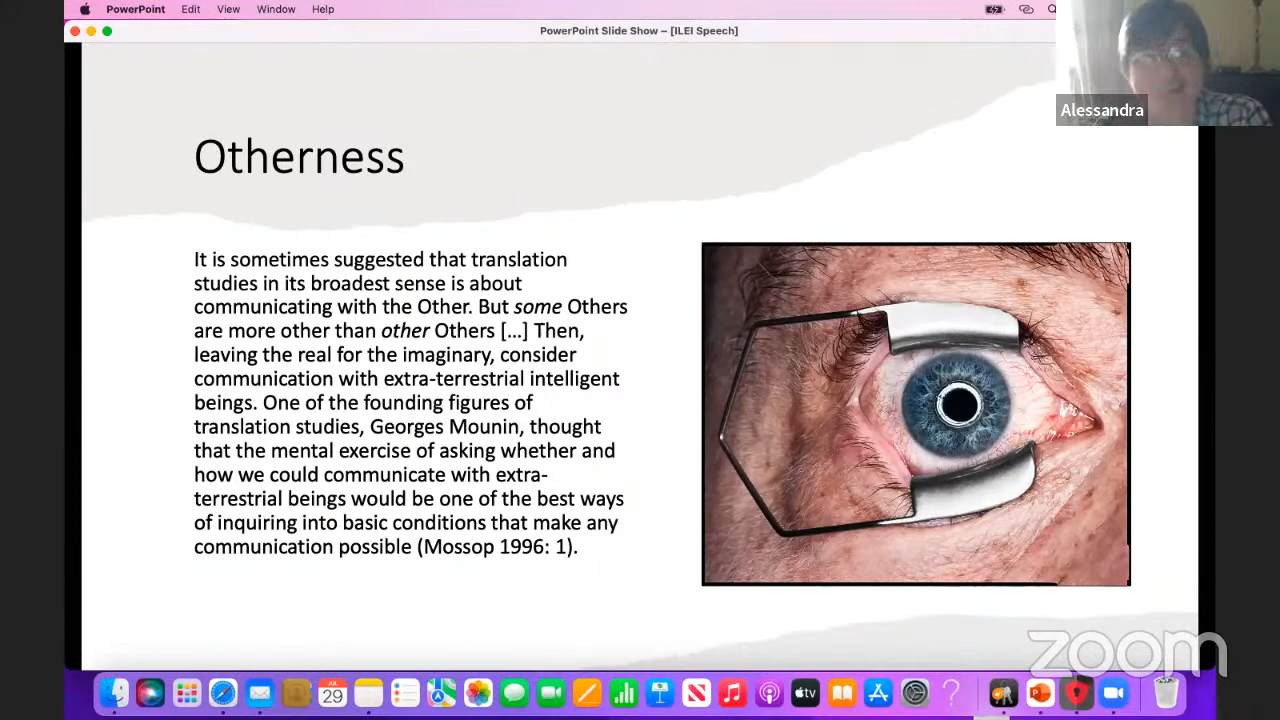 PowerPoint Edit View Window Help
PowerPoint Slide Show – [ILEI Speech]
Alessandra
Otherness
It is sometimes suggested that translation
studies in its broadest sense is about
communicating with the Other. But some Others
are more other than other Others [...] Then,
leaving the real for the imaginary, consider
communication with extra-terrestrial intelligent
beings. One of the founding figures of
translation studies, Georges Mounin, thought
that the mental exercise of asking whether and
how we could communicate with extra-
terrestrial beings would be one of the best ways
of inquiring into basic conditions that make any
communication possible (Mossop 1996: 1).
zoom
JUL
29
tv